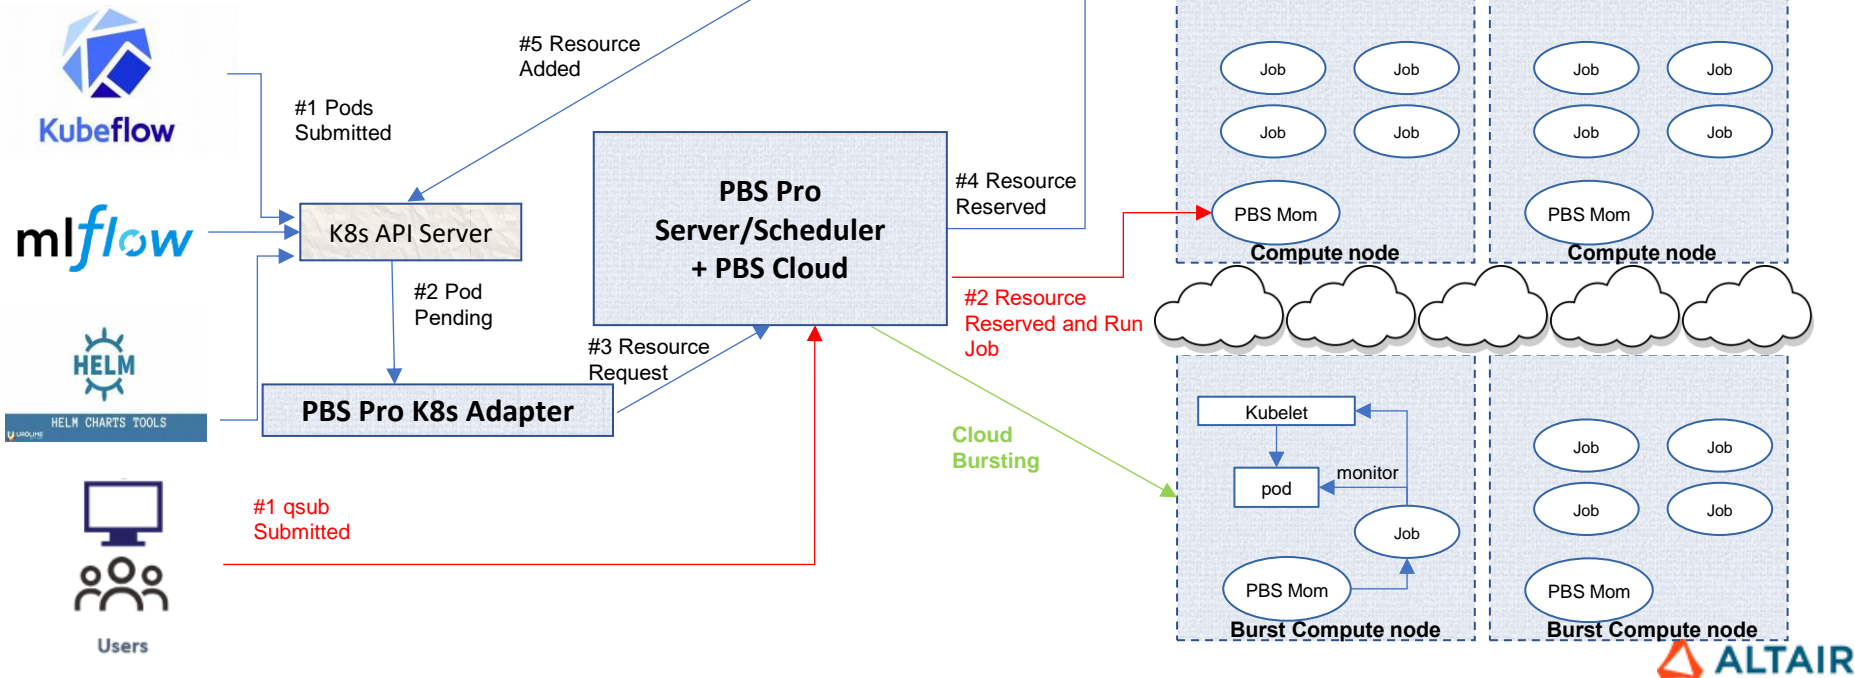 Kubeflow
mlflow
HELM
HELM CHARTS TOOLS
UROLIME
Users
#1 Pods
Submitted
#5 Resource
Added
K8s API Server
#2 Pod
Pending
PBS Pro K8s Adapter
#3 Resource
Request
#1 qsub
Submitted
PBS Pro
Server/Scheduler
+ PBS Cloud
#4 Resource
Reserved
#2 Resource
Reserved and Run
Job
Cloud
Bursting
Job
Job
Job
Job
PBS Mom
Compute node
Job
Job
Job
Job
PBS Mom
Compute node
Kubelet
pod
monitor
Job
PBS Mom
Burst Compute node
Job
Job
Job
Job
PBS Mom
Burst Compute node
ALTAIR